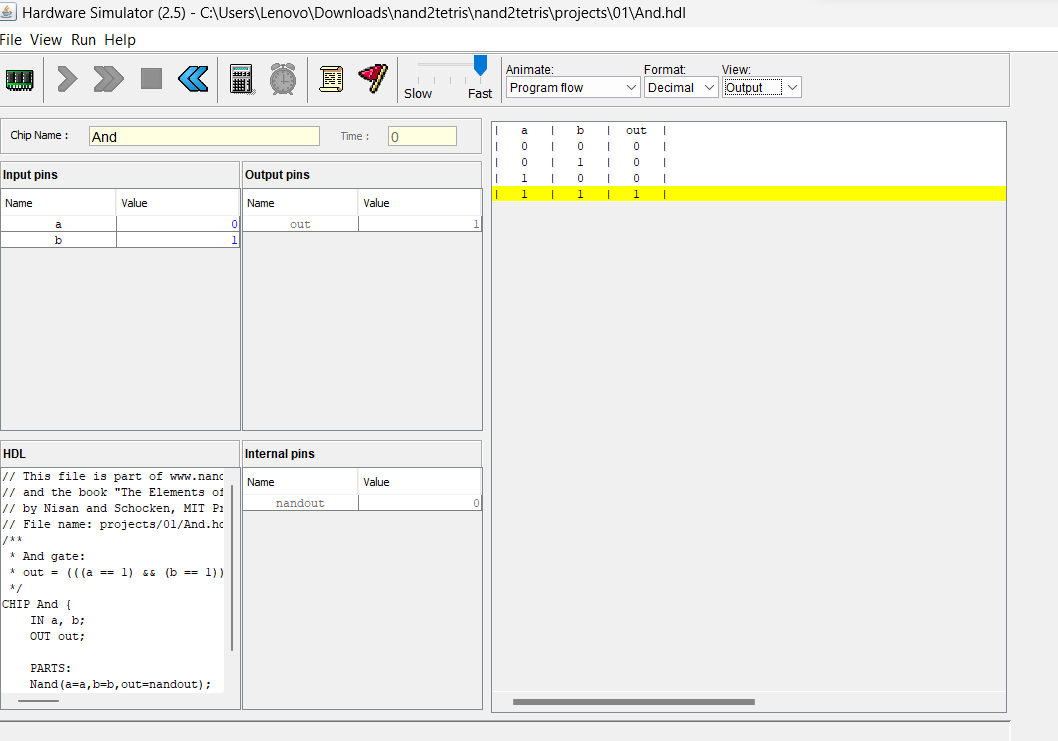 Hardware Simulator (2.5) - C:\Users\Lenovo\Downloads\nand2tetris\nand2tetris\projects\01\And.hdl
File View Run Help
Slow Fast
Animate: Format: View:
Program flow Decimal Output
Chip Name : And Time : 0
Input pins
Name Value
a 0
b 1
Output pins
Name Value
out 1
| a | b | out |
| 0 | 0 | 0 |
| 0 | 1 | 0 |
| 1 | 0 | 0 |
| 1 | 1 | 1 |
HDL
// This file is part of www.nand
// and the book "The Elements of
// by Nisan and Schocken, MIT Pr
// File name: projects/01/And.hd
/**
* And gate:
* out = (((a == 1) && (b == 1))
*/
CHIP And {
IN a, b;
OUT out;
PARTS:
Nand(a=a,b=b,out=nandout);
Internal pins
Name Value
nandout 0